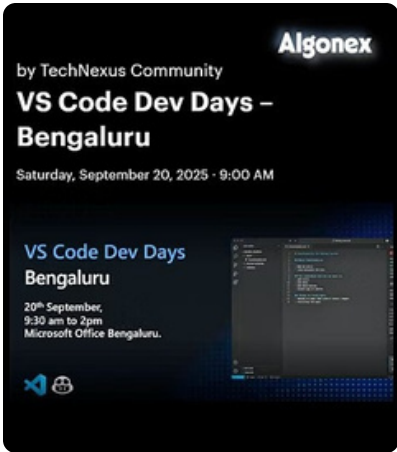 Algonex
by TechNexus Community
VS Code Dev Days –
Bengaluru
Saturday, September 20, 2025 · 9:00 AM
VS Code Dev Days
Bengaluru
20th September,
9:30 am to 2pm
Microsoft Office Bengaluru.